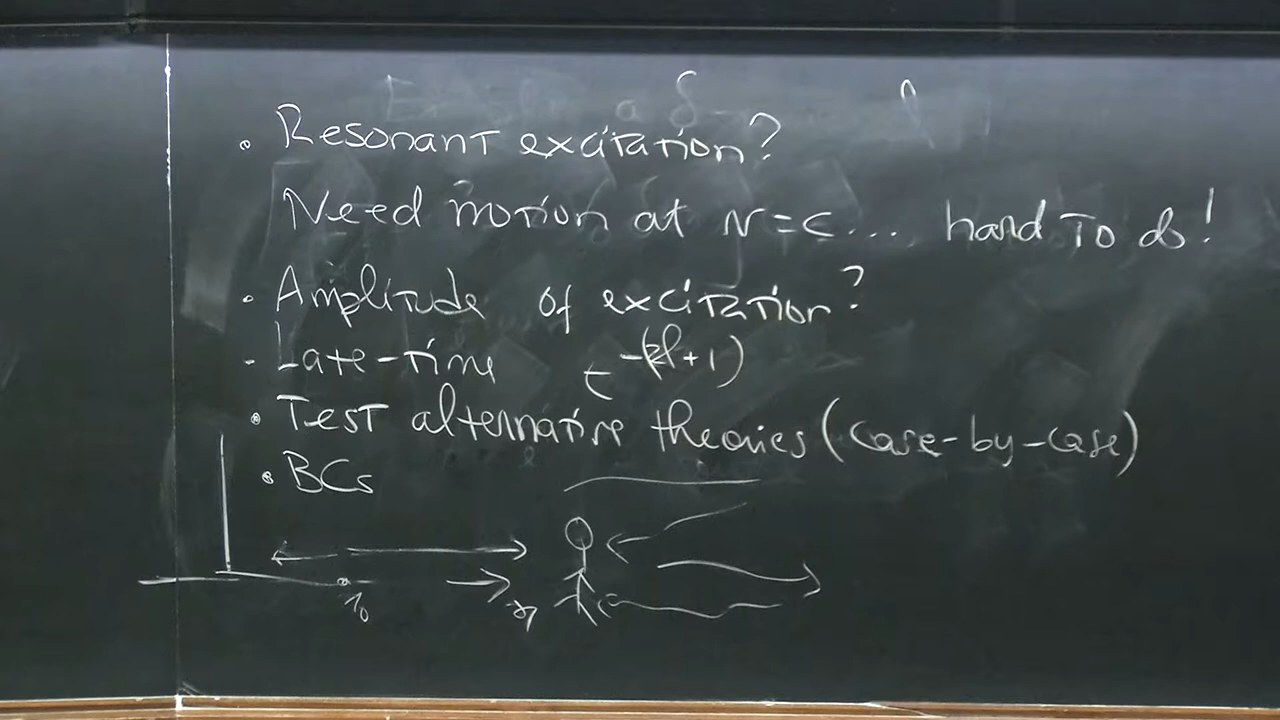 • Resonant excitation?
Need motion at v=c... hard to do!
• Amplitude of excitation?
- Late-time t^-(2l+1)
• Test alternative theories (case-by-case)
• BCs
r₀